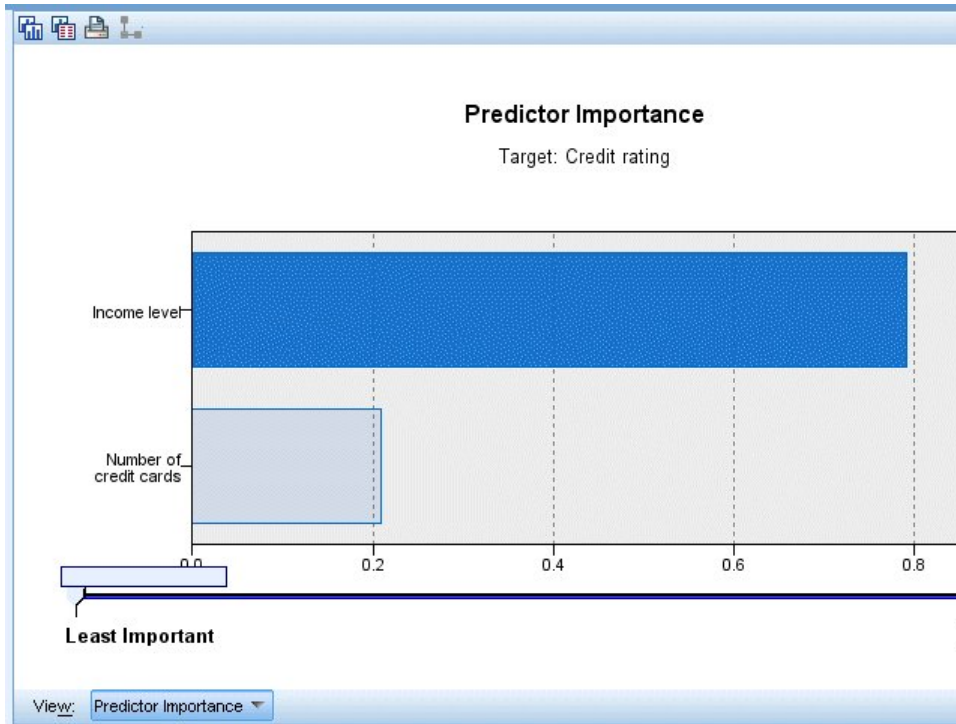 Predictor Importance
Target: Credit rating
Income level
Number of
credit cards
0.0
0.2
0.4
0.6
0.8
Least Important
View:
Predictor Importance